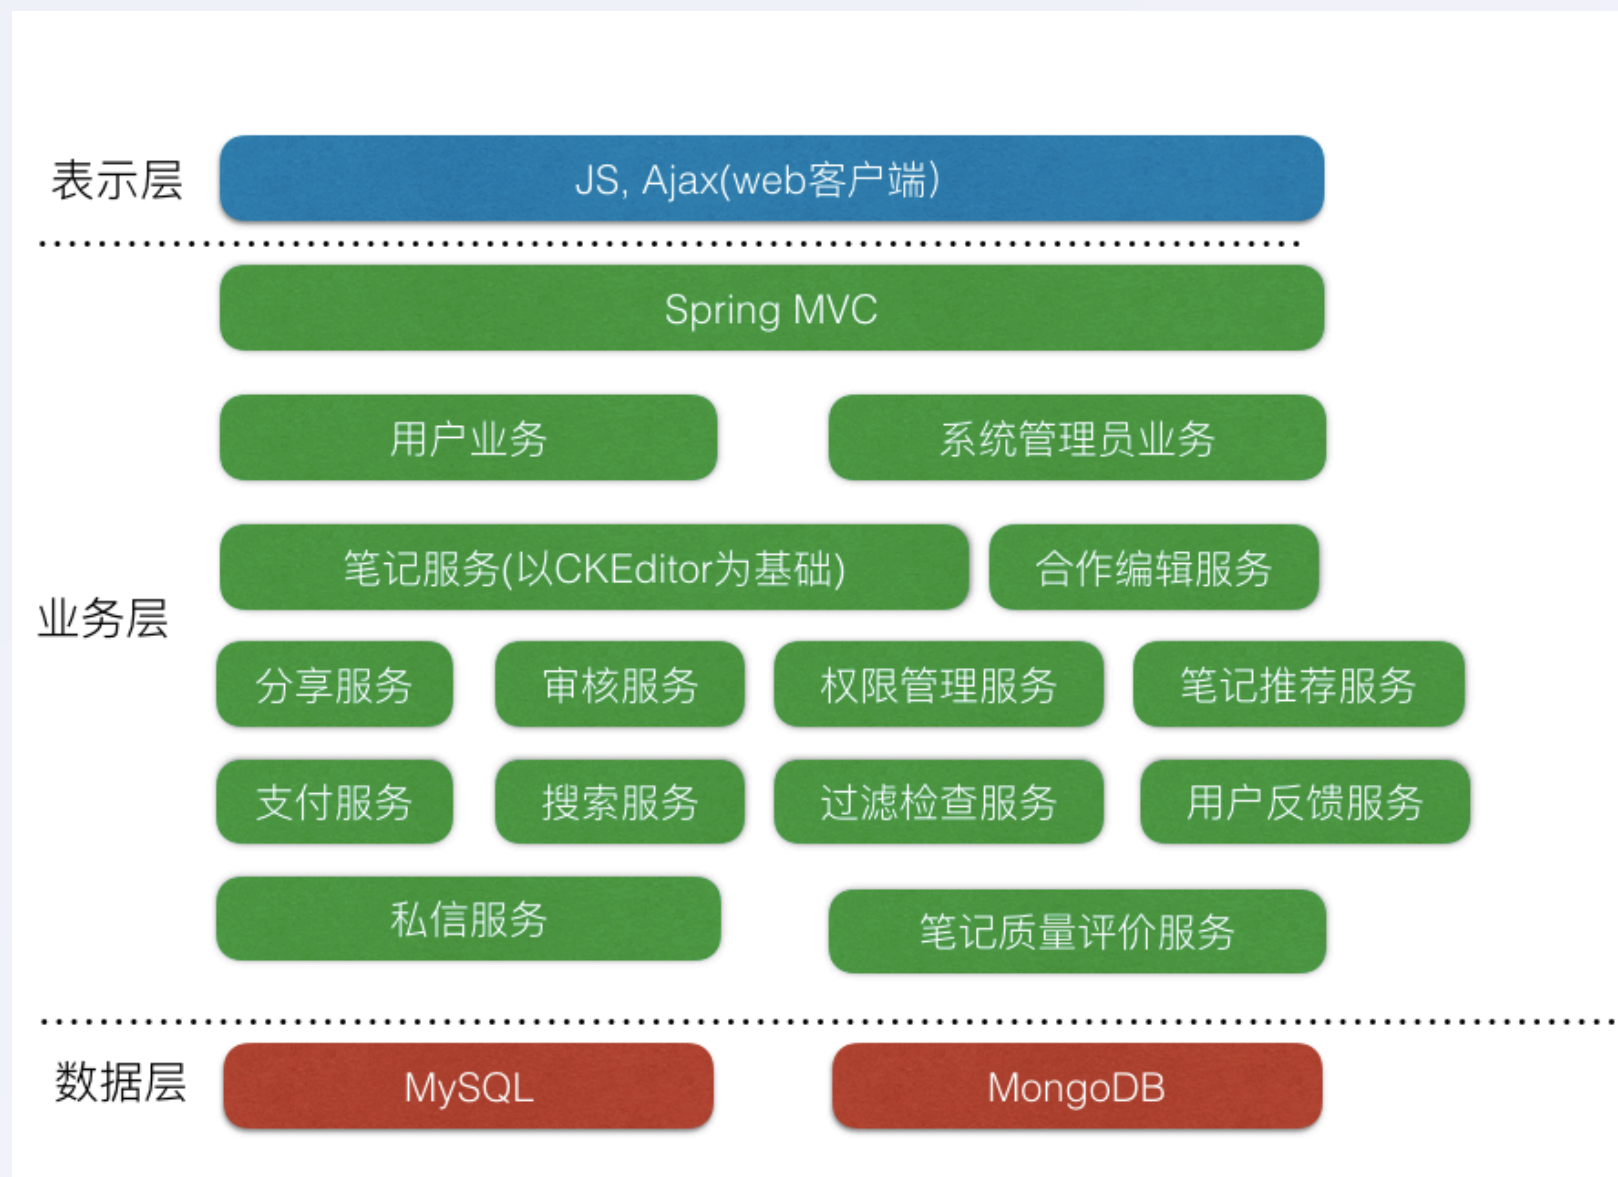 表示层
JS, Ajax(web客户端)
Spring MVC
用户业务
系统管理员业务
笔记服务(以CKEditor为基础)
合作编辑服务
业务层
分享服务
审核服务
权限管理服务
笔记推荐服务
支付服务
搜索服务
过滤检查服务
用户反馈服务
私信服务
笔记质量评价服务
数据层
MySQL
MongoDB